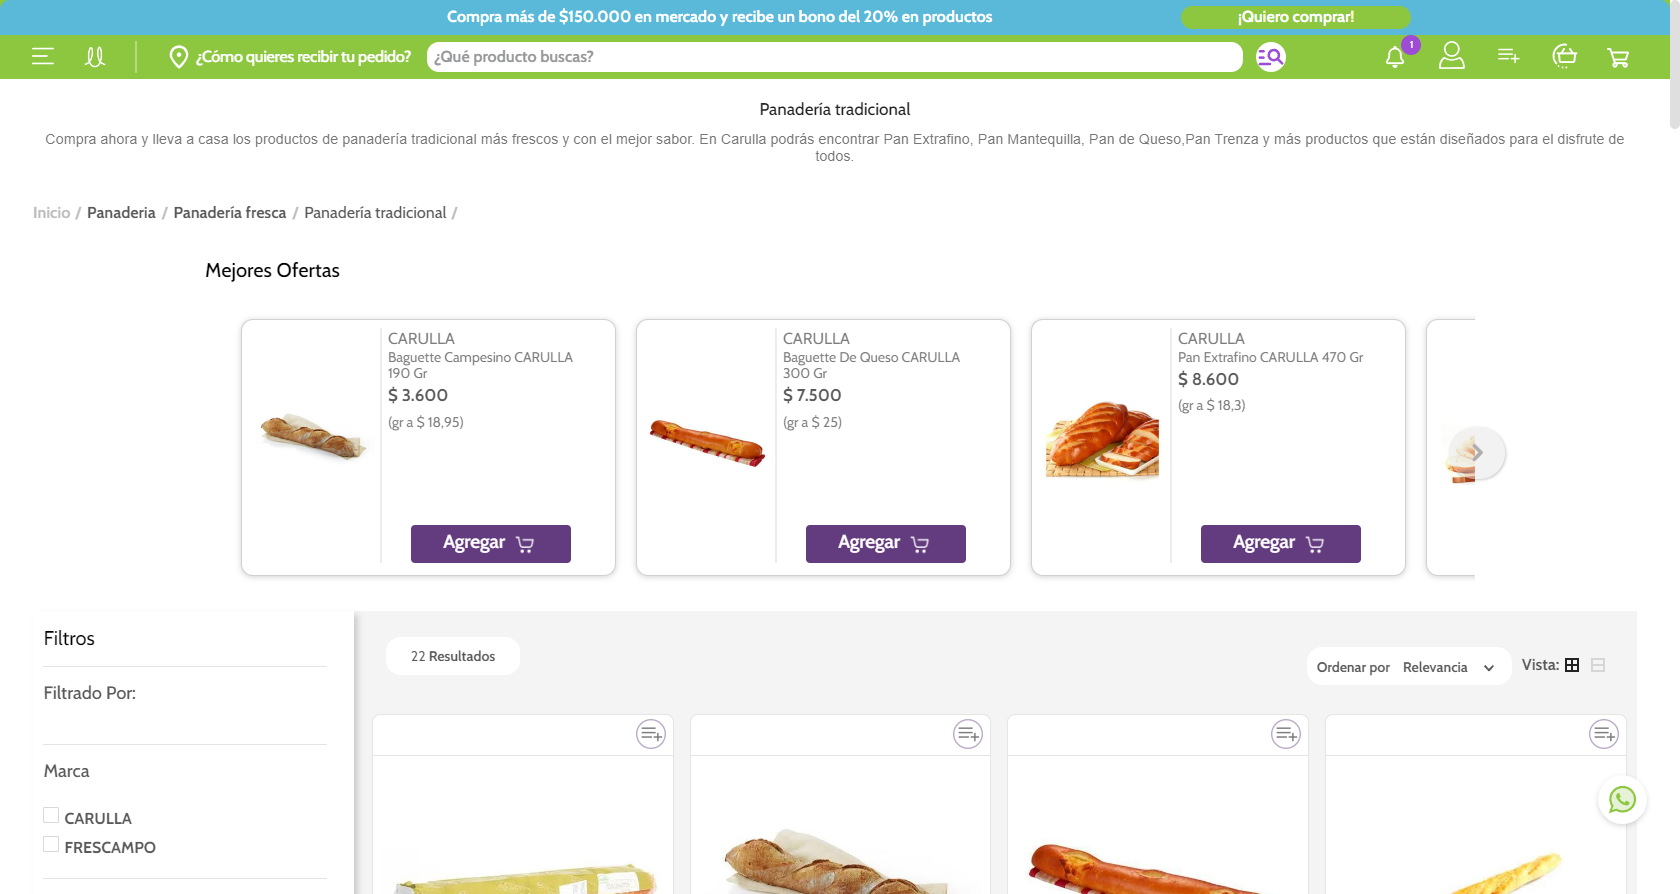 Compra más de $150.000 en mercado y recibe un bono del 20% en productos
¡Quiero comprar!
¿Cómo quieres recibir tu pedido?
¿Qué producto buscas?
1
Panadería tradicional
Compra ahora y lleva a casa los productos de panadería tradicional más frescos y con el mejor sabor. En Carulla podrás encontrar Pan Extrafino, Pan Mantequilla, Pan de Queso,Pan Trenza y más productos que están diseñados para el disfrute de
todos.
Inicio / Panaderia / Panadería fresca / Panadería tradicional /
Mejores Ofertas
CARULLA
Baguette Campesino CARULLA
190 Gr
$ 3.600
(gr a $ 18,95)
Agregar
CARULLA
Baguette De Queso CARULLA
300 Gr
$ 7.500
(gr a $ 25)
Agregar
CARULLA
Pan Extrafino CARULLA 470 Gr
$ 8.600
(gr a $ 18,3)
Agregar
Filtros
Filtrado Por:
Marca
CARULLA
FRESCAMPO
22 Resultados
Ordenar por Relevancia
Vista: